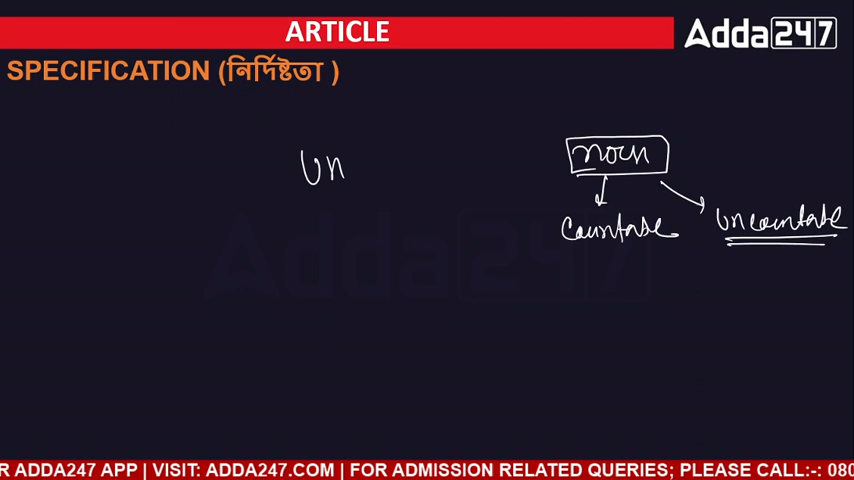 ARTICLE
Adda247
SPECIFICATION (নির্দিষ্টতা )
un
noun
Countable
uncountable
Adda247
R ADDA247 APP | VISIT: ADDA247.COM | FOR ADMISSION RELATED QUERIES; PLEASE CALL:-: 080